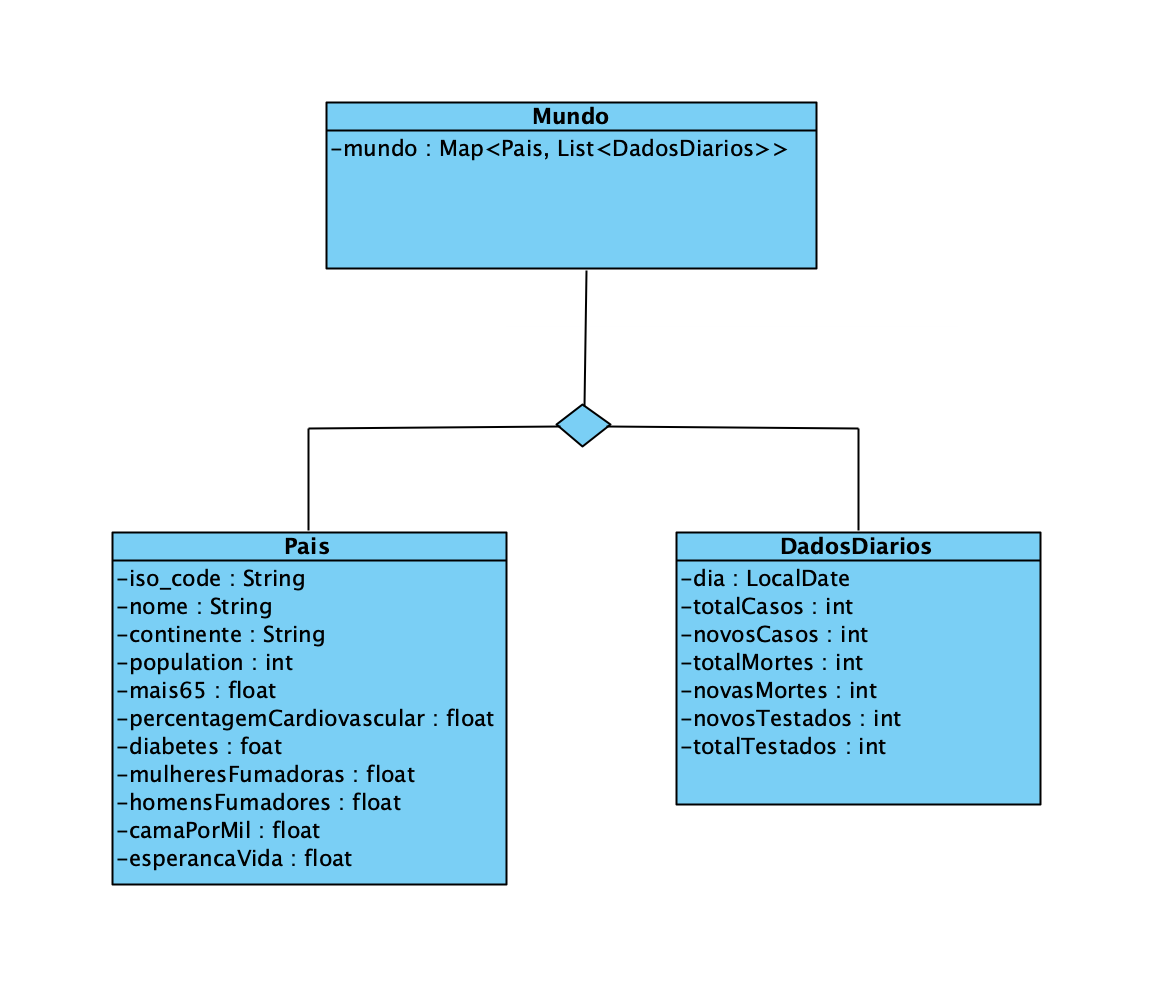 Mundo
-mundo : Map<Pais, List<DadosDiarios>>
Pais
-iso_code : String
-nome : String
-continente : String
-population : int
-mais65 : float
-percentagemCardiovascular : float
-diabetes : foat
-mulheresFumadoras : float
-homensFumadores : float
-camaPorMil : float
-esperancaVida : float
DadosDiarios
-dia : LocalDate
-totalCasos : int
-novosCasos : int
-totalMortes : int
-novasMortes : int
-novosTestados : int
-totalTestados : int